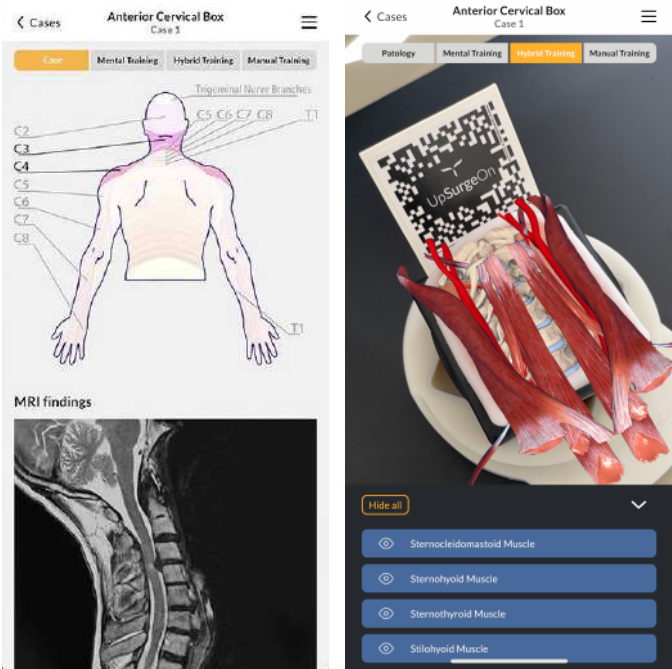 Cases
Anterior Cervical Box
Case 1
Case
Mental Training
Hybrid Training
Manual Training
Trigeminal Nerve Branches
C5 C6 C7 C8
T1
C2
C3
C4
C5
C6
C7
C8
T1
MRI findings
Cases
Anterior Cervical Box
Case 1
Patology
Mental Training
Hybrid Training
Manual Training
UpSurgeOn
Hide all
Sternocleidomastoid Muscle
Sternohyoid Muscle
Sternothyroid Muscle
Stilohyoid Muscle